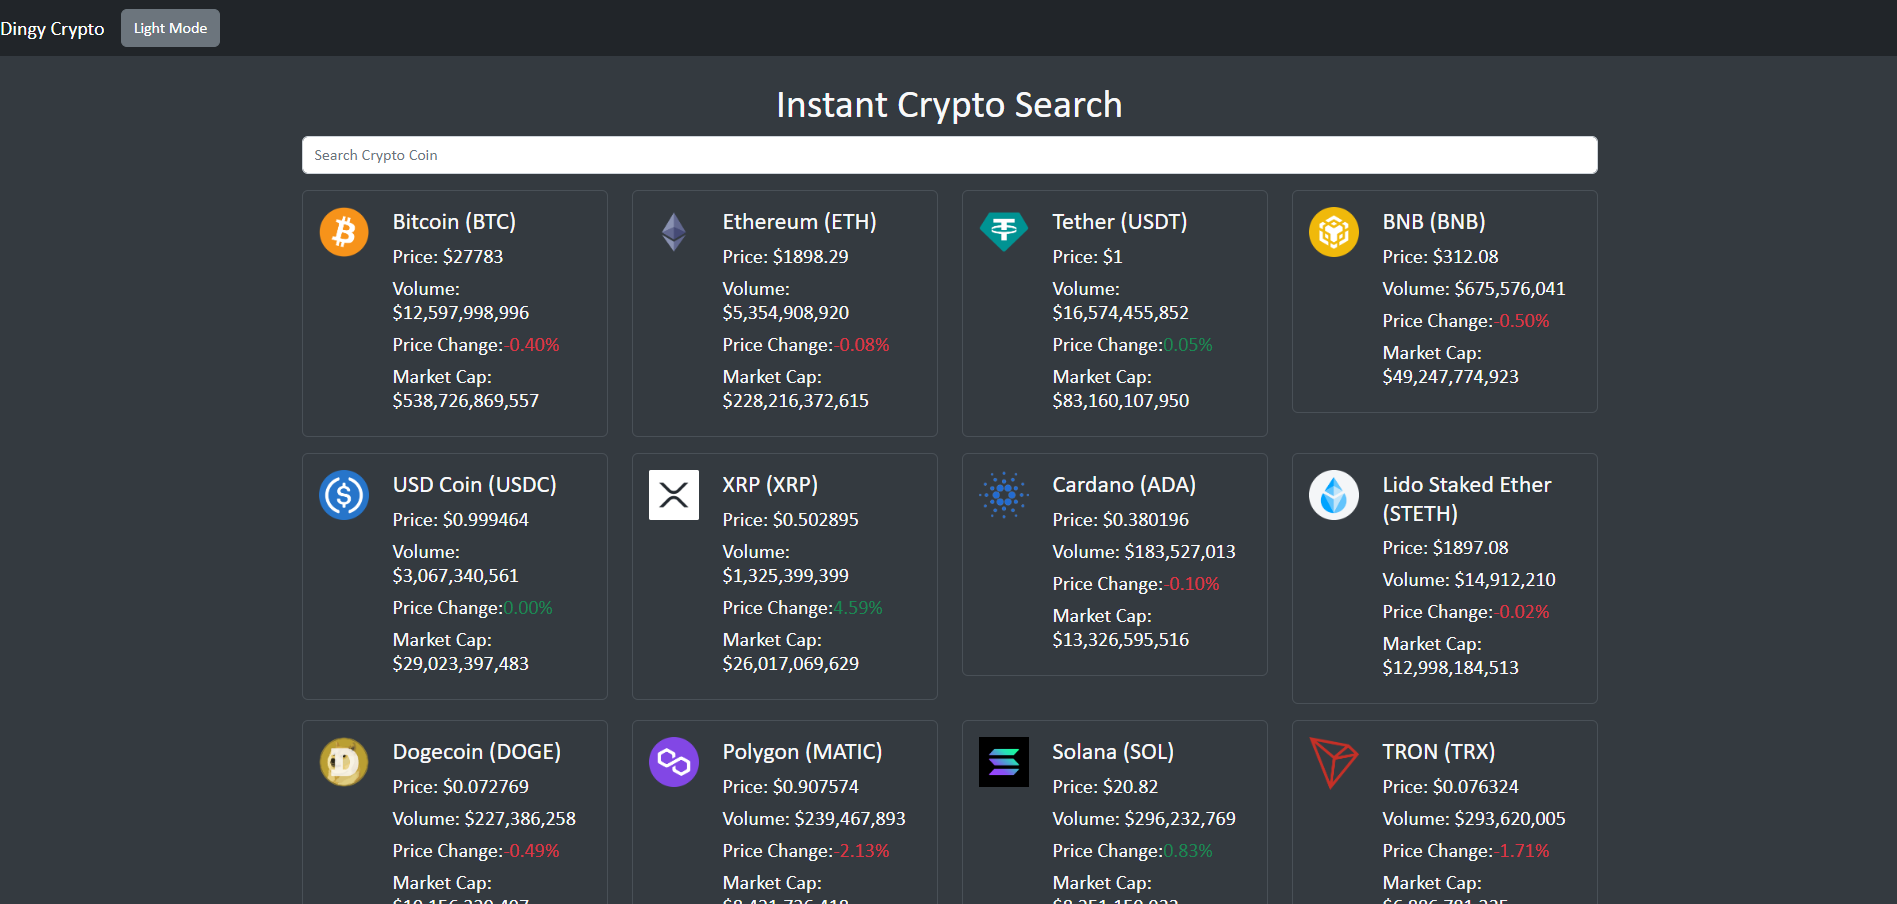 Dingy Crypto
Light Mode
Instant Crypto Search
Search Crypto Coin
Bitcoin (BTC)
Price: $27783
Volume:
$12,597,998,996
Price Change:-0.40%
Market Cap:
$538,726,869,557
Ethereum (ETH)
Price: $1898.29
Volume:
$5,354,908,920
Price Change:-0.08%
Market Cap:
$228,216,372,615
Tether (USDT)
Price: $1
Volume:
$16,574,455,852
Price Change:0.05%
Market Cap:
$83,160,107,950
BNB (BNB)
Price: $312.08
Volume: $675,576,041
Price Change:-0.50%
Market Cap:
$49,247,774,923
USD Coin (USDC)
Price: $0.999464
Volume:
$3,067,340,561
Price Change:0.00%
Market Cap:
$29,023,397,483
XRP (XRP)
Price: $0.502895
Volume:
$1,325,399,399
Price Change:4.59%
Market Cap:
$26,017,069,629
Cardano (ADA)
Price: $0.380196
Volume: $183,527,013
Price Change:-0.10%
Market Cap:
$13,326,595,516
Lido Staked Ether
(STETH)
Price: $1897.08
Volume: $14,912,210
Price Change:-0.02%
Market Cap:
$12,998,184,513
Dogecoin (DOGE)
Price: $0.072769
Volume: $227,386,258
Price Change:-0.49%
Market Cap:
Polygon (MATIC)
Price: $0.907574
Volume: $239,467,893
Price Change:-2.13%
Market Cap:
Solana (SOL)
Price: $20.82
Volume: $296,232,769
Price Change:0.83%
Market Cap:
TRON (TRX)
Price: $0.076324
Volume: $293,620,005
Price Change:-1.71%
Market Cap: